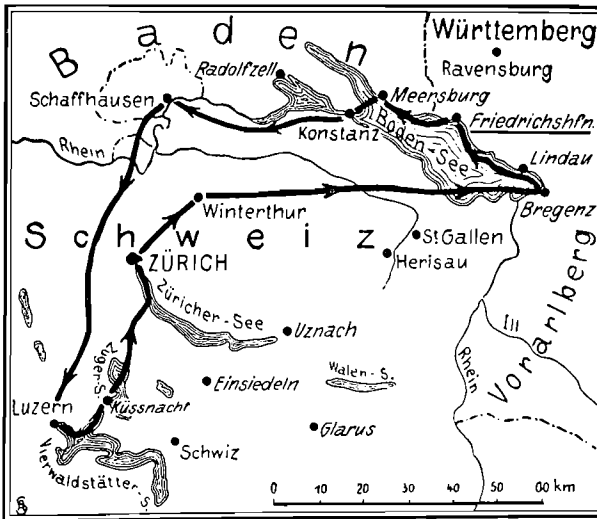 Baden
Württemberg
Ravensburg
Radolfzell
Schaffhausen
Meersburg
Friedrichshfn.
Konstanz
Boden-See
Rhein
Lindau
Bregenz
Winterthur
Schweiz
St Gallen
Herisau
ZÜRICH
Züricher-See
Uznach
Zuger-S.
Walen-S.
Einsiedeln
Luzern
Küssnacht
Glarus
Schwiz
Vierwaldstätter-S.
Rhein
Ill
Vorarlberg
0 10 20 30 40 50 00 km